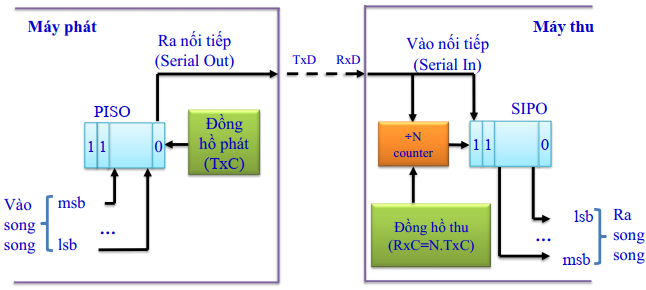 Máy phát
Ra nối tiếp
(Serial Out)
TxD
RxD
Vào nối tiếp
(Serial In)
Máy thu
PISO
1 1
0
Đồng
hồ phát
(TxC)
÷N
counter
SIPO
1 1
0
Vào
song
song
msb
...
lsb
Đồng hồ thu
(RxC=N.TxC)
lsb
...
msb
Ra
song
song